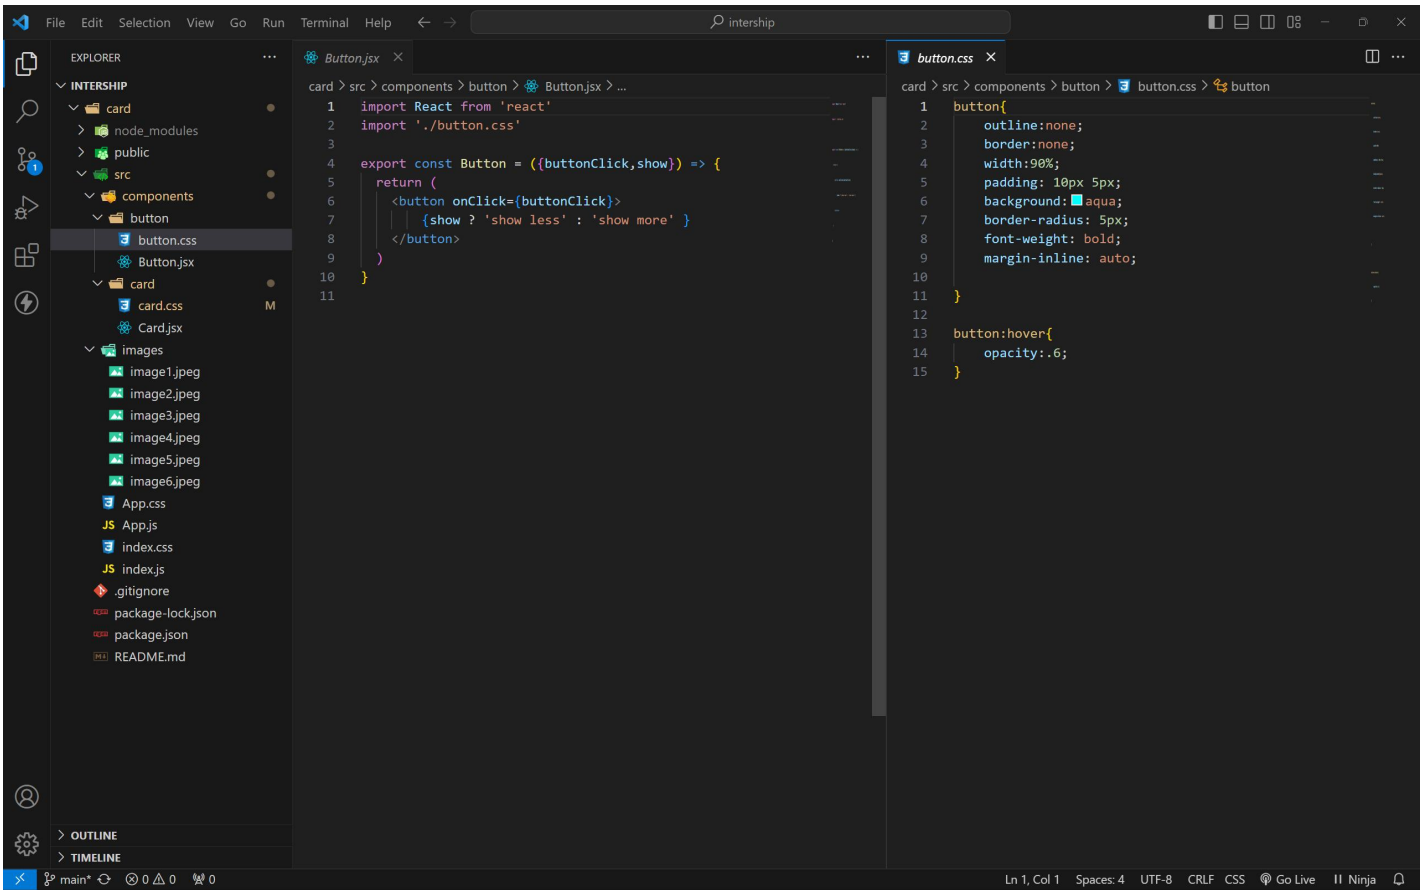 File Edit Selection View Go Run Terminal Help
intership
EXPLORER
INTERSHIP
card
node_modules
public
src
components
button
button.css
Button.jsx
card
card.css M
Card.jsx
images
image1.jpeg
image2.jpeg
image3.jpeg
image4.jpeg
image5.jpeg
image6.jpeg
App.css
JS App.js
index.css
JS index.js
.gitignore
package-lock.json
package.json
README.md
OUTLINE
TIMELINE
Button.jsx
card > src > components > button > Button.jsx > ...
1 import React from 'react'
2 import './button.css'
3
4 export const Button = ({buttonClick,show}) => {
5 return (
6 <button onClick={buttonClick}>
7 {show ? 'show less' : 'show more' }
8 </button>
9 )
10 }
11
button.css
card > src > components > button > button.css > button
1 button{
2 outline:none;
3 border:none;
4 width:90%;
5 padding: 10px 5px;
6 background: aqua;
7 border-radius: 5px;
8 font-weight: bold;
9 margin-inline: auto;
10
11 }
12
13 button:hover{
14 opacity:.6;
15 }
1
main* 0 0 0
Ln 1, Col 1 Spaces: 4 UTF-8 CRLF CSS Go Live Ninja